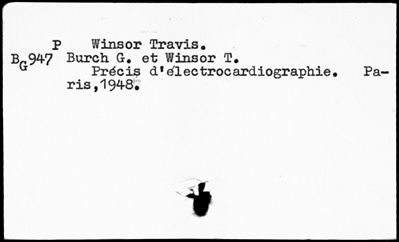 P Winsor Travis.
BG947 Burch G. et Winsor T.
Précis d'électrocardiographie. Pa-
ris,1948.